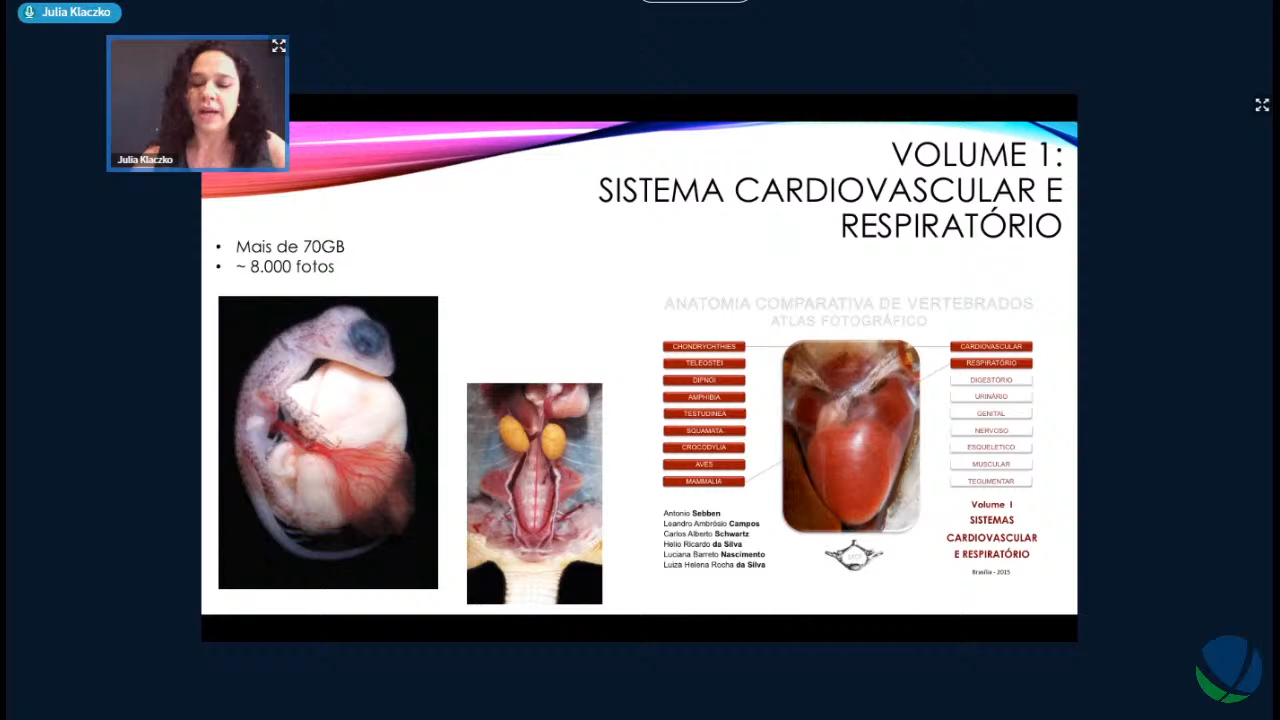 Julia Klaczko
Julia Klaczko
VOLUME 1:
SISTEMA CARDIOVASCULAR E
RESPIRATÓRIO
• Mais de 70GB
• ~ 8.000 fotos
ANATOMIA COMPARATIVA DE VERTEBRADOS
ATLAS FOTOGRÁFICO
CHONDRYCHTHIES
TELEOSTEI
DIPNOI
AMPHIBIA
TESTUDINEA
SQUAMATA
CROCODYLIA
AVES
MAMMALIA
CARDIOVASCULAR
RESPIRATÓRIO
DIGESTÓRIO
URINÁRIO
GENITAL
NERVOSO
ESQUELÉTICO
MUSCULAR
TEGUMENTAR
Antonio Sebben
Leandro Ambrósio Campos
Carlos Alberto Schwartz
Helio Ricardo da Silva
Luciana Barreto Nascimento
Luiza Helena Rocha da Silva
Volume I
SISTEMAS
CARDIOVASCULAR
E RESPIRATÓRIO
Brasília - 2015